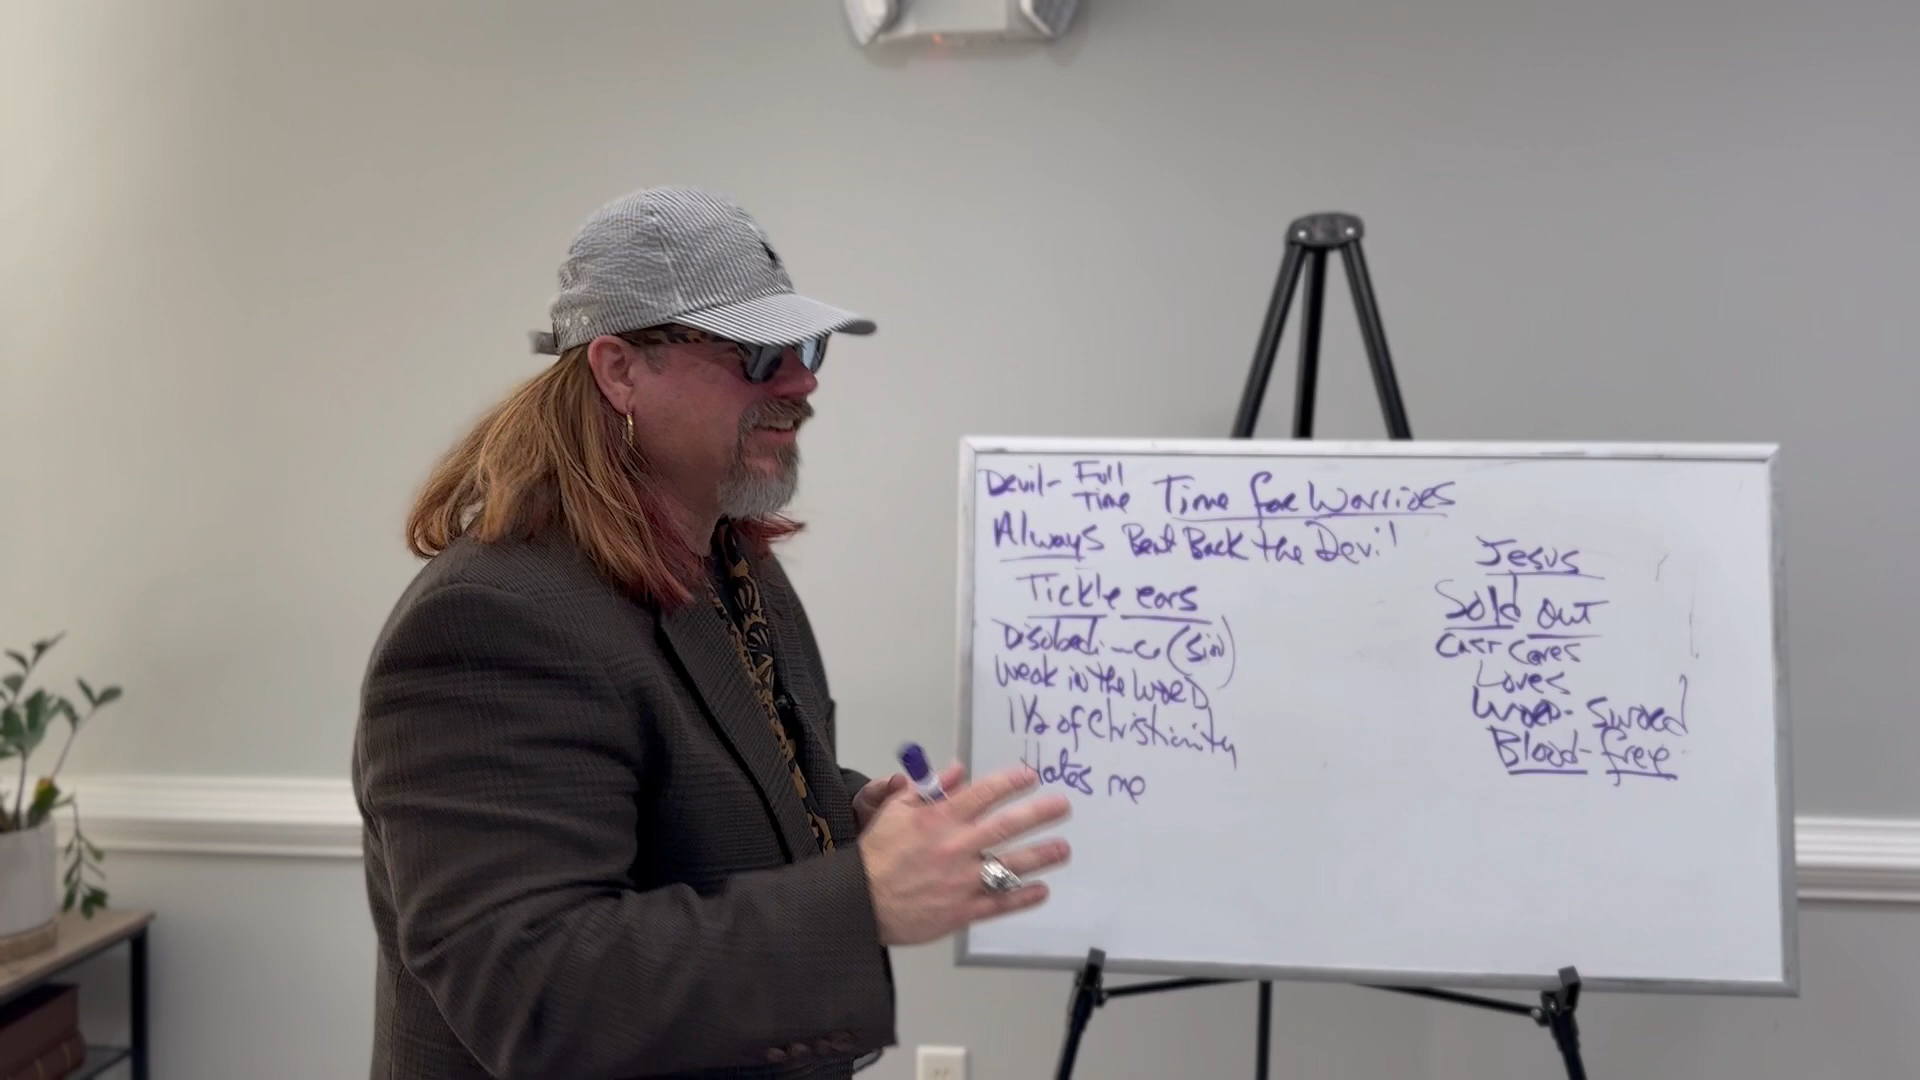 Devil- Full Time
Time for Warriors
Always Beat Back the Devil
Tickle ears
Disobedience (Sin)
Weak in the WORD
1/2 of Christianity
Hates me
Jesus
Sold out
Cast Cares
Loves
Word- Sword
Blood- free